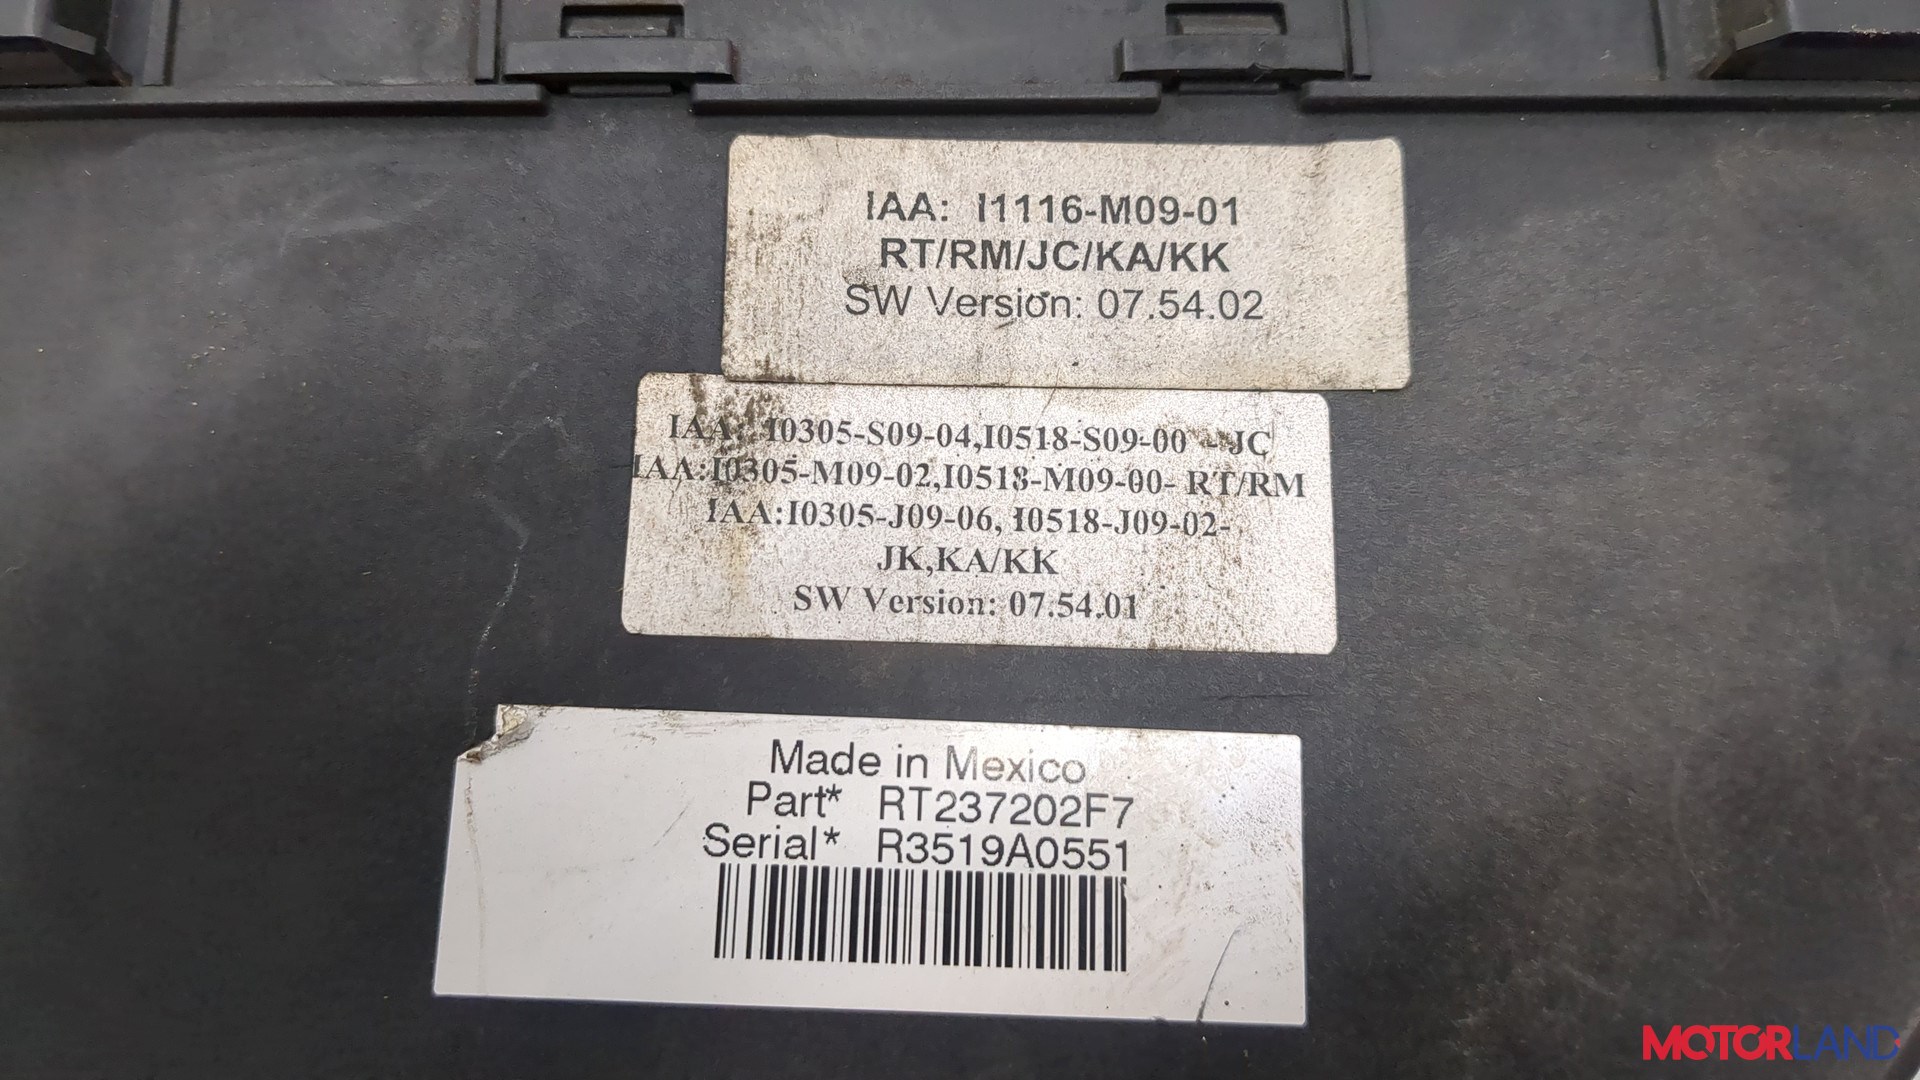 IAA: I1116-M09-01
RT/RM/JC/KA/KK
SW Version: 07.54.02
IAA: I0305-S09-04,I0518-S09-00 - JC
IAA:I0305-M09-02,I0518-M09-00- RT/RM
IAA:I0305-J09-06, I0518-J09-02-
JK,KA/KK
SW Version: 07.54.01
Made in Mexico
Part* RT237202F7
Serial* R3519A0551
MOTORLAND